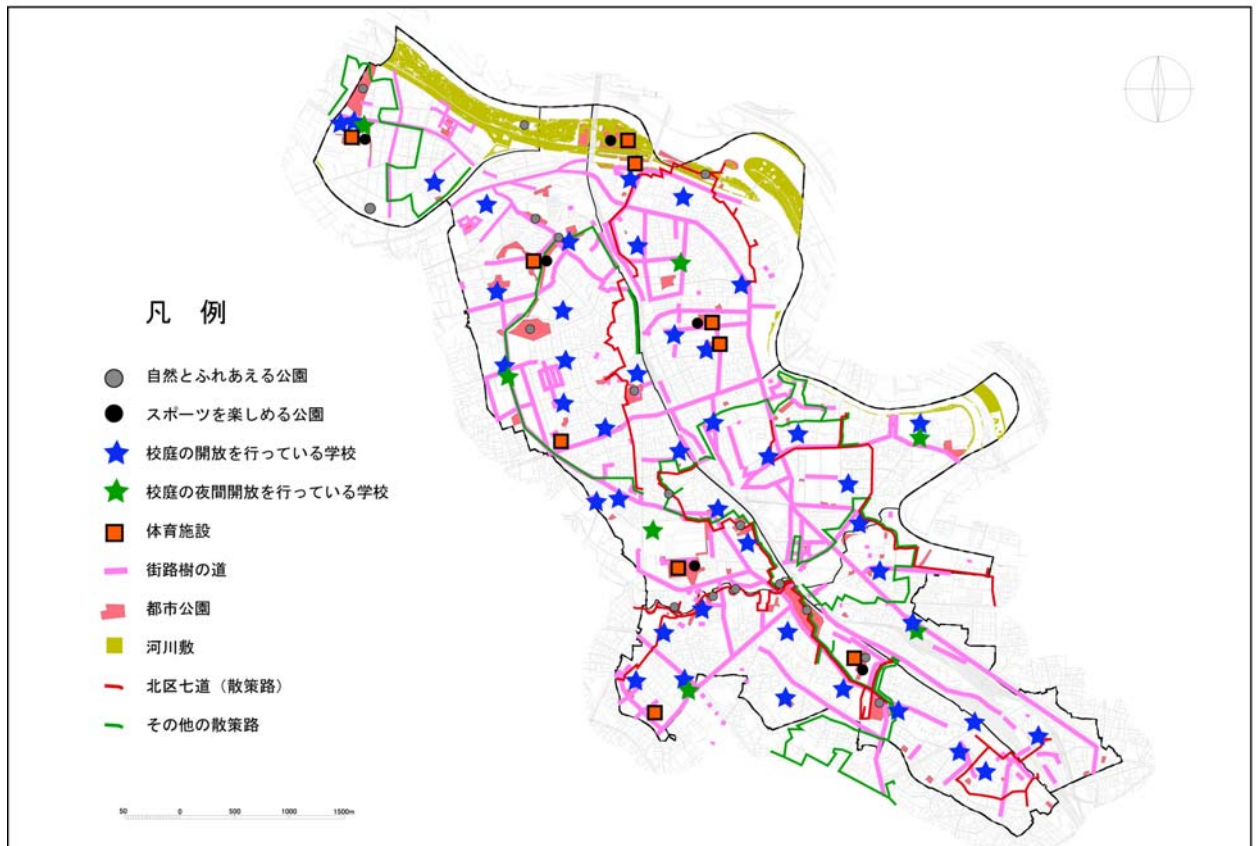 凡 例
自然とふれあえる公園
スポーツを楽しめる公園
校庭の開放を行っている学校
校庭の夜間開放を行っている学校
体育施設
街路樹の道
都市公園
河川敷
北区七道（散策路）
その他の散策路
50 0 500 1000 1500m